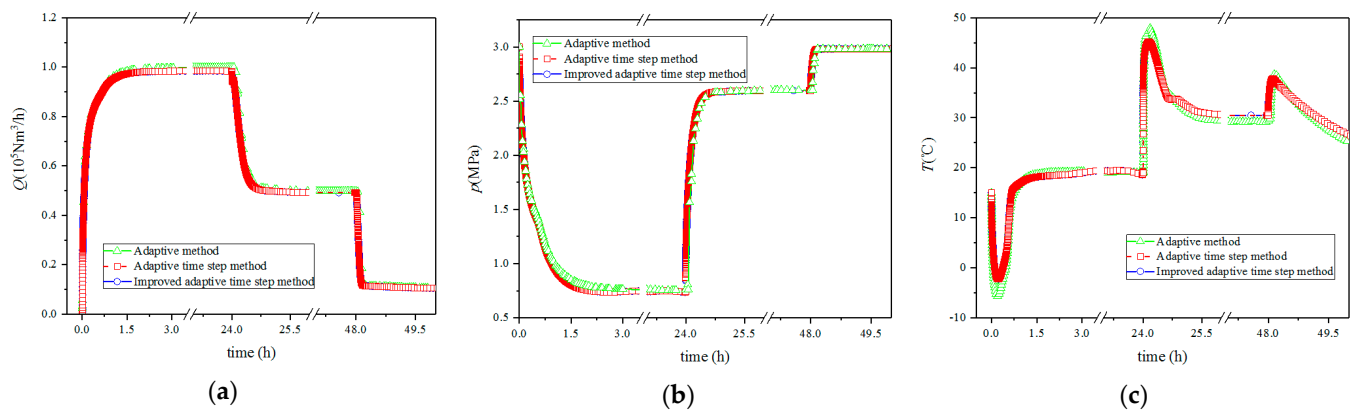 1.2
1.0
0.8
0.6
0.4
0.2
0.0
Q(10⁵Nm³/h)
Adaptive method
Adaptive time step method
Improved adaptive time step method
0.0 1.5 3.0 24.0 25.5 48.0 49.5
time (h)
(a)
3.0
2.5
2.0
1.5
1.0
0.5
p(MPa)
Adaptive method
Adaptive time step method
Improved adaptive time step method
0.0 1.5 3.0 24.0 25.5 48.0 49.5
time (h)
(b)
50
40
30
20
10
0
-10
T(℃)
Adaptive method
Adaptive time step method
Improved adaptive time step method
0.0 1.5 3.0 24.0 25.5 48.0 49.5
time (h)
(c)